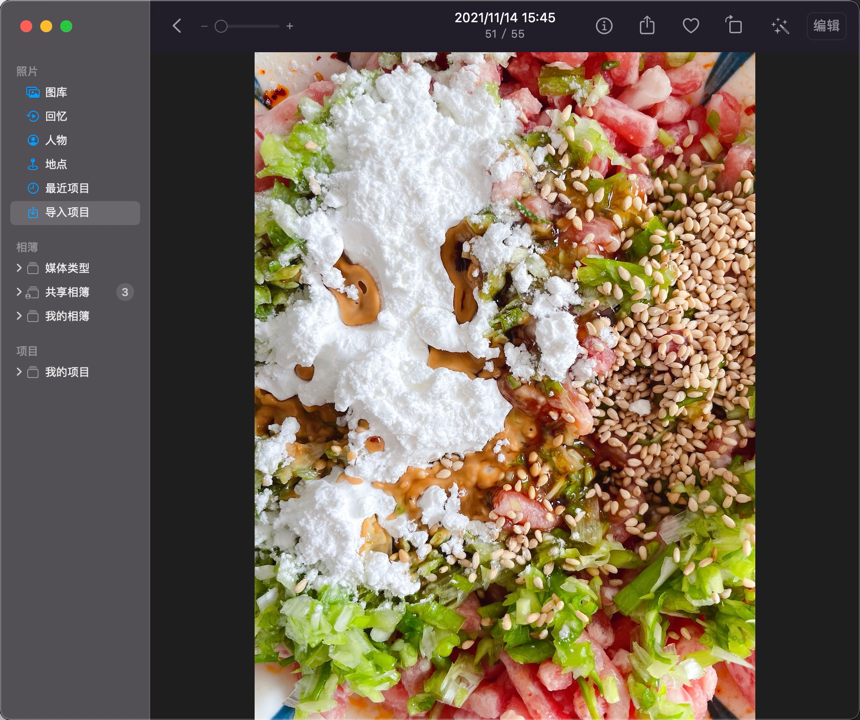 2021/11/14 15:45
51 / 55
编辑
照片
图库
回忆
人物
地点
最近项目
导入项目
相簿
媒体类型
共享相簿 3
我的相簿
项目
我的项目